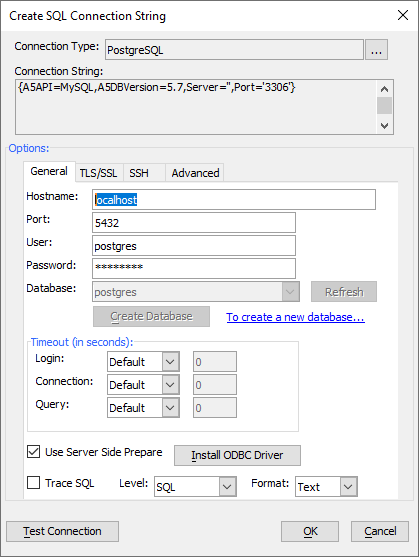 Create SQL Connection String
Connection Type: PostgreSQL ...
Connection String:
{A5API=MySQL,A5DBVersion=5.7,Server='',Port='3306'}
Options:
General TLS/SSL SSH Advanced
Hostname: localhost
Port: 5432
User: postgres
Password: ********
Database: postgres Refresh
Create Database To create a new database...
Timeout (in seconds):
Login: Default 0
Connection: Default 0
Query: Default 0
Use Server Side Prepare Install ODBC Driver
Trace SQL Level: SQL Format: Text
Test Connection OK Cancel